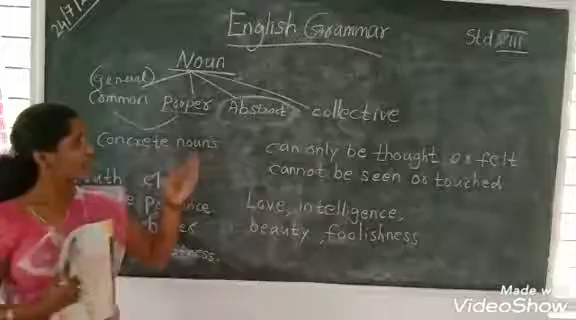 24/7/
English Grammar
Std VIII
Noun
(general)
Common Proper Abstract collective
Concrete nouns
can only be thought or felt
cannot be seen or touched
Love, intelligence,
beauty, foolishness
Made w
VideoShow